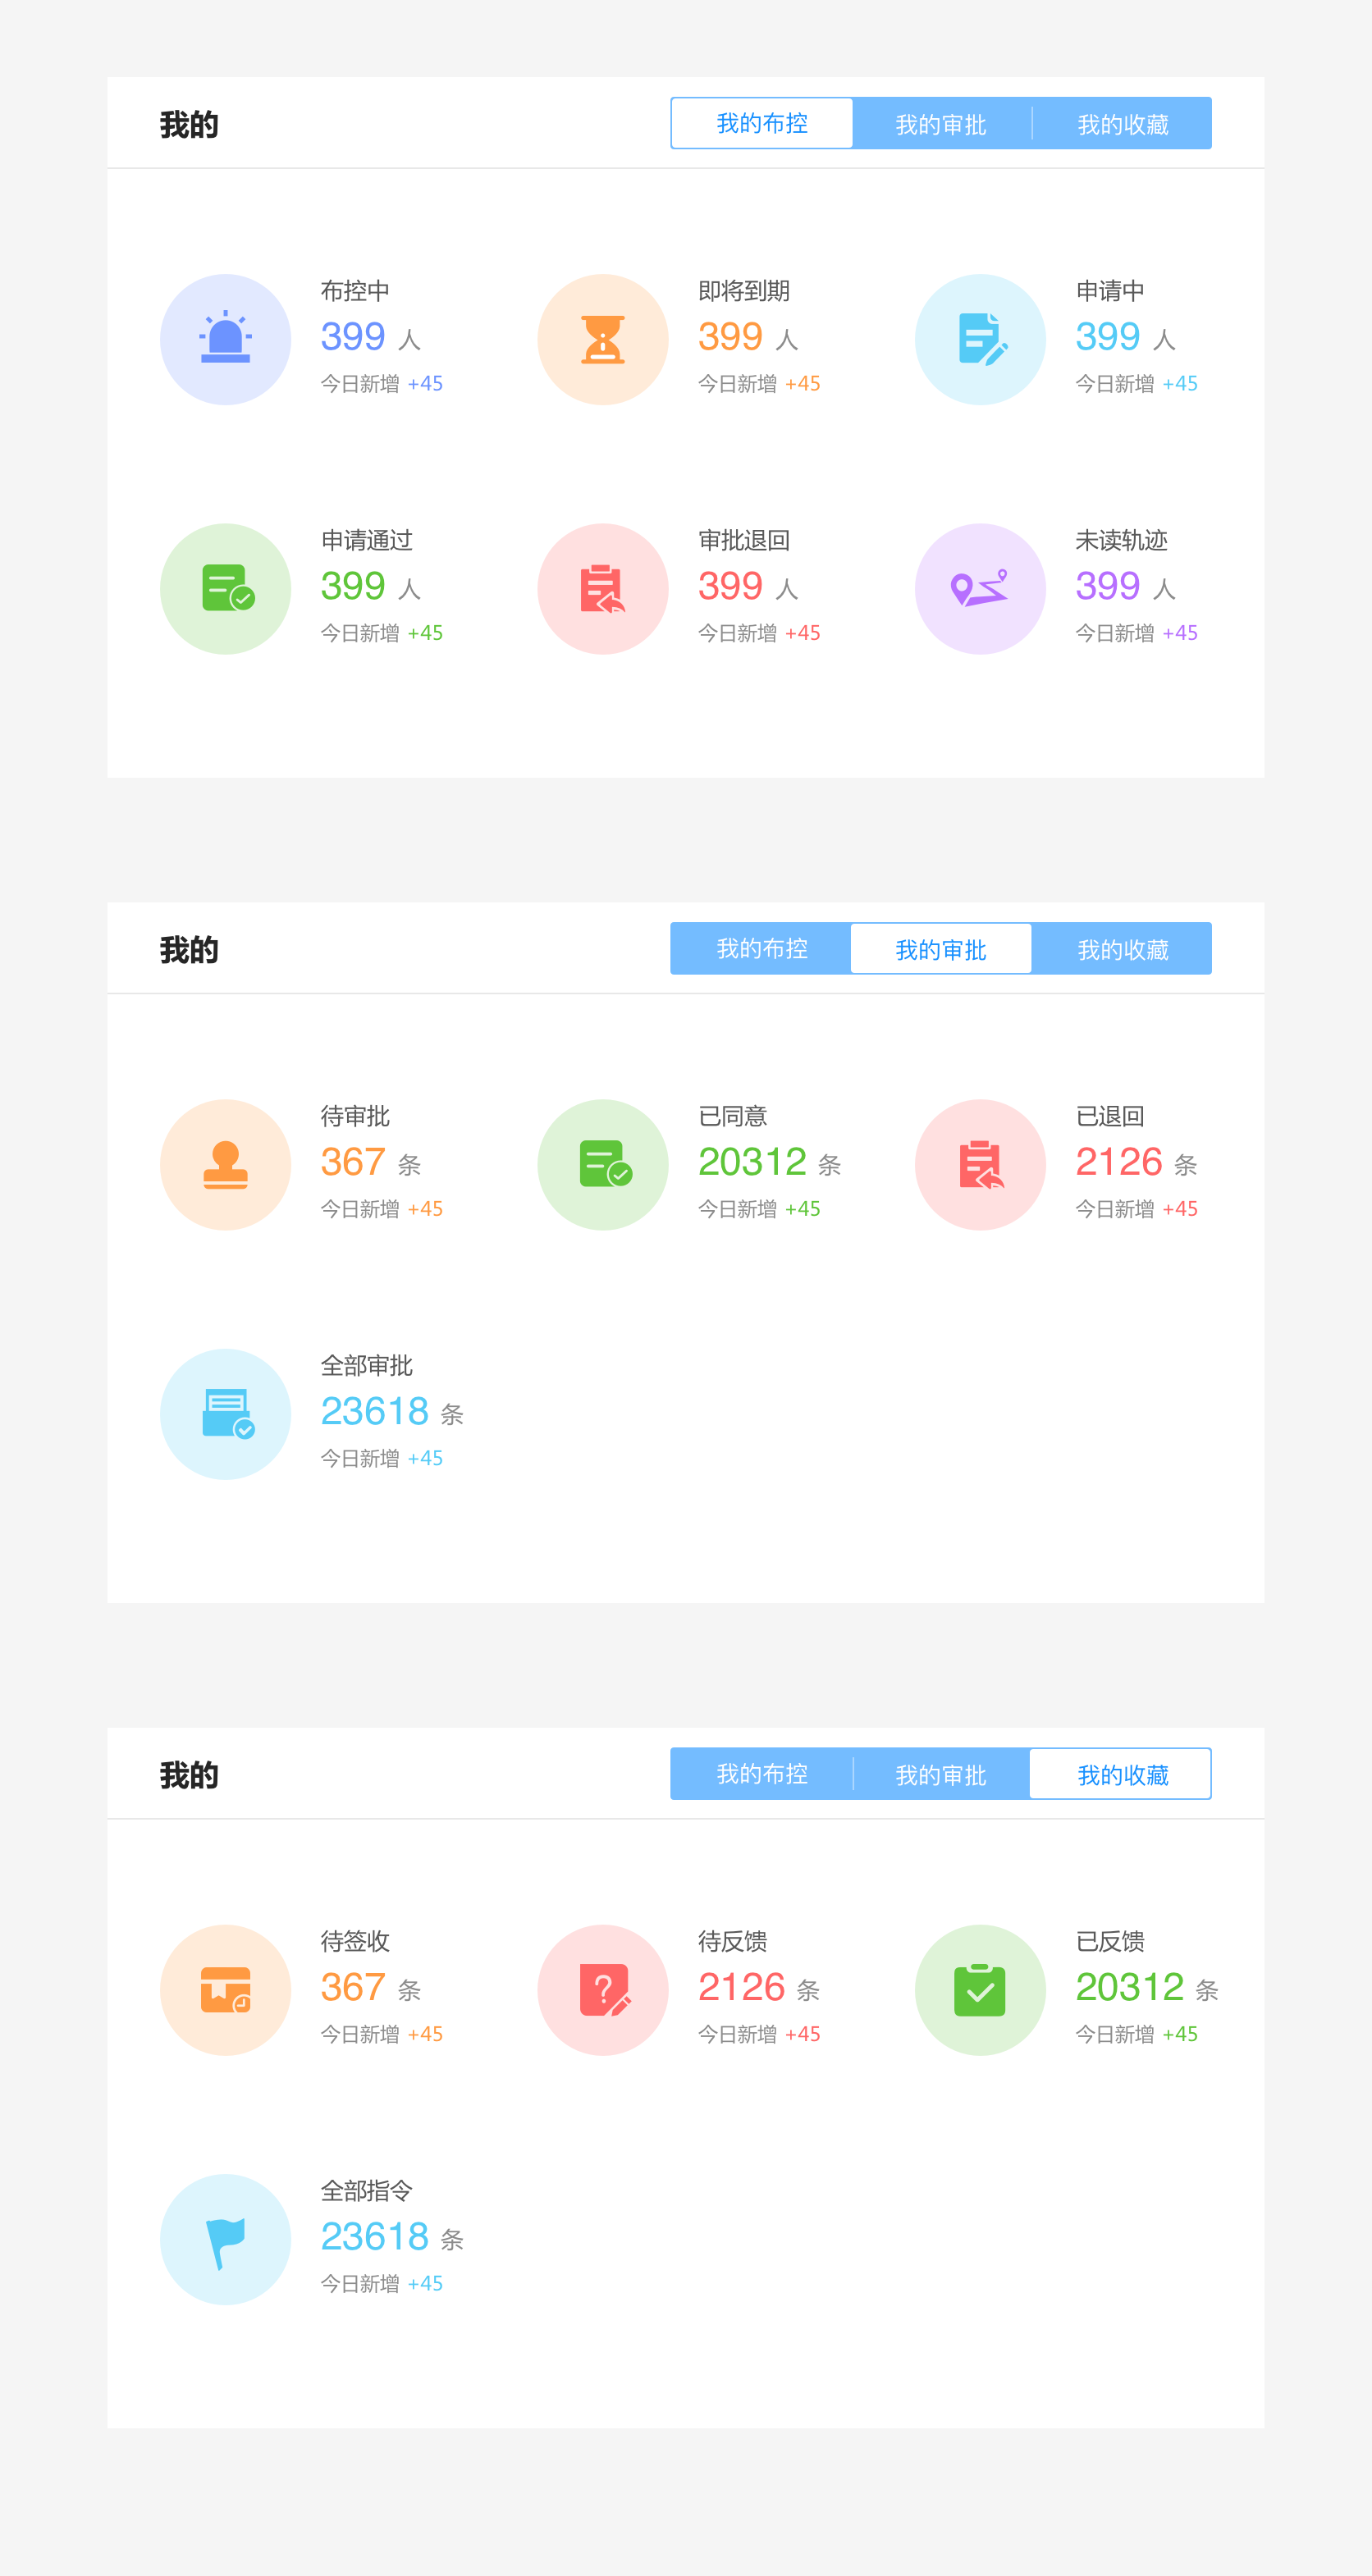 我的
我的布控 我的审批 我的收藏
布控中 即将到期 申请中
399 人 399 人 399 人
今日新增 +45 今日新增 +45 今日新增 +45
申请通过 审批退回 未读轨迹
399 人 399 人 399 人
今日新增 +45 今日新增 +45 今日新增 +45
我的
我的布控 我的审批 我的收藏
待审批 已同意 已退回
367 条 20312 条 2126 条
今日新增 +45 今日新增 +45 今日新增 +45
全部审批
23618 条
今日新增 +45
我的
我的布控 我的审批 我的收藏
待签收 待反馈 已反馈
367 条 2126 条 20312 条
今日新增 +45 今日新增 +45 今日新增 +45
全部指令
23618 条
今日新增 +45